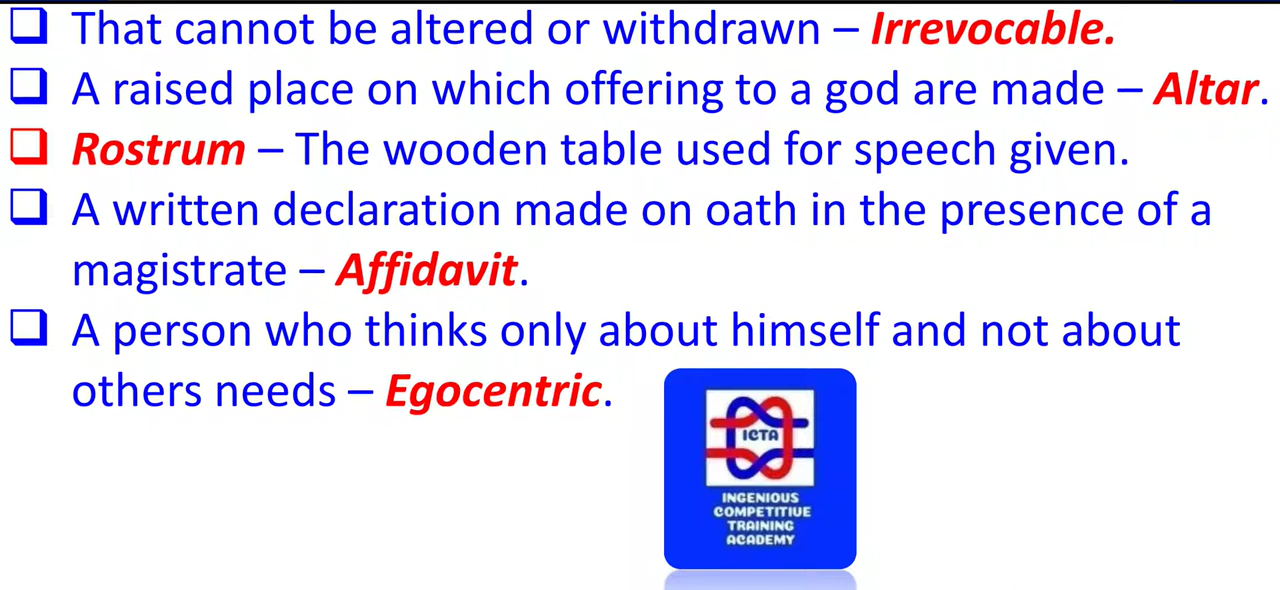 ❑ That cannot be altered or withdrawn – Irrevocable.
❑ A raised place on which offering to a god are made – Altar.
❑ Rostrum – The wooden table used for speech given.
❑ A written declaration made on oath in the presence of a
magistrate – Affidavit.
❑ A person who thinks only about himself and not about
others needs – Egocentric.
ICTA
INGENIOUS
COMPETITIUE
TRAINING
ACADEMY